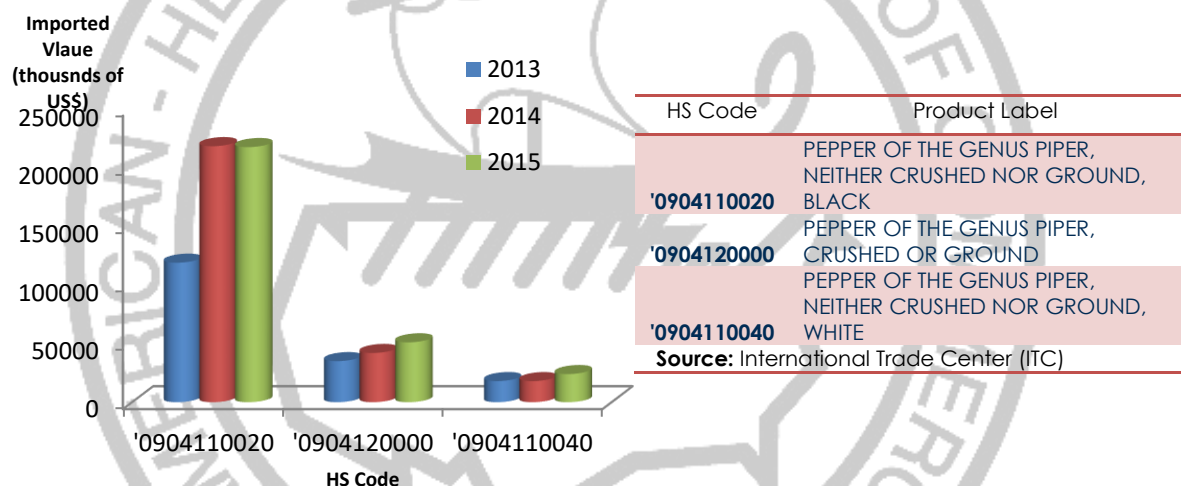 Imported
Vlaue
(thousnds of
US$)
250000
200000
150000
100000
50000
0
2013
2014
2015
'0904110020 '0904120000 '0904110040
HS Code
HS Code Product Label
PEPPER OF THE GENUS PIPER,
NEITHER CRUSHED NOR GROUND,
'0904110020 BLACK
PEPPER OF THE GENUS PIPER,
'0904120000 CRUSHED OR GROUND
PEPPER OF THE GENUS PIPER,
NEITHER CRUSHED NOR GROUND,
'0904110040 WHITE
Source: International Trade Center (ITC)